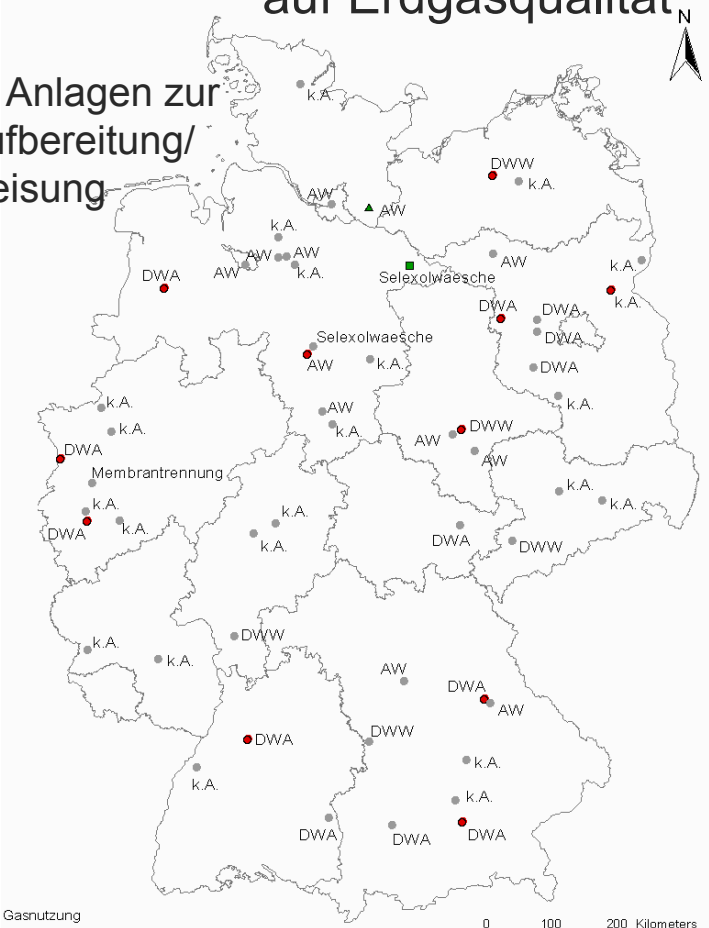 auf Erdgasqualität
N
Anlagen zur
fbereitung/
eisung
k.A.
DWW
k.A.
AW
AW
k.A.
AW
AW
AW
k.A.
AW
k.A.
DWA
Selexolwaesche
k.A.
DWA
DWA
DWA
Selexolwaesche
AW
k.A.
DWA
k.A.
k.A.
AW
k.A.
k.A.
DWW
AW
AW
DWA
Membrantrennung
k.A.
k.A.
k.A.
DWA
k.A.
k.A.
k.A.
DWA
DWW
DWW
k.A.
k.A.
AW
DWA
AW
DWW
DWA
k.A.
k.A.
k.A.
DWA
DWA
DWA
Gasnutzung
0 100 200 Kilometers